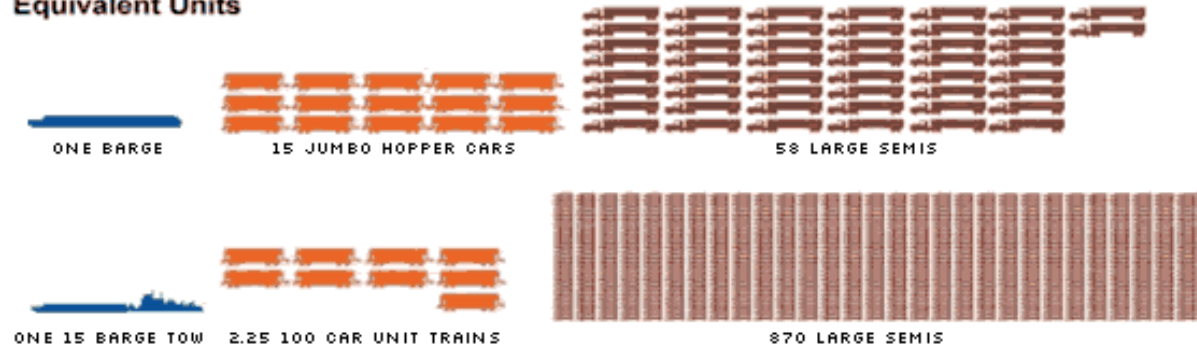 Equivalent Units
ONE BARGE
15 JUMBO HOPPER CARS
58 LARGE SEMIS
ONE 15 BARGE TOW
2.25 100 CAR UNIT TRAINS
870 LARGE SEMIS